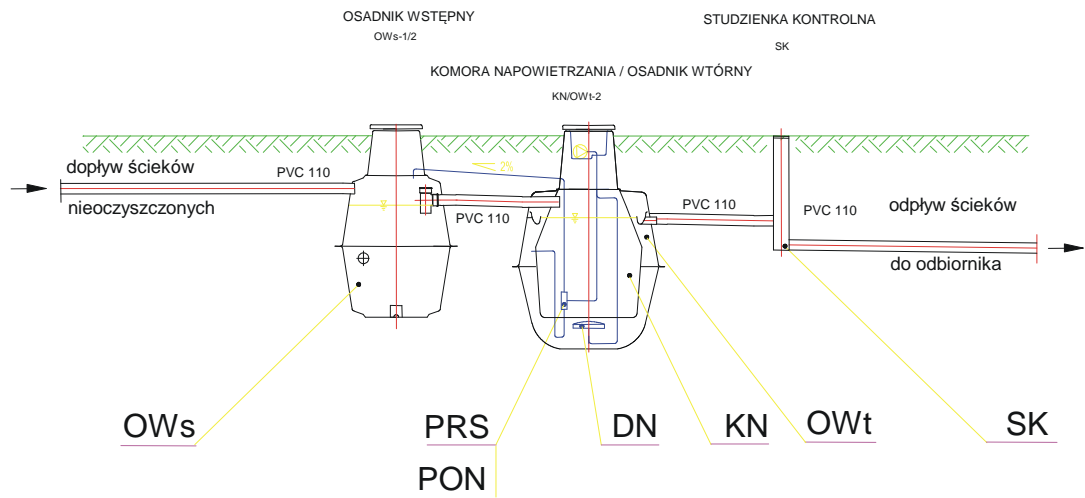 OSADNIK WSTĘPNY
OWs-1/2
STUDZIENKA KONTROLNA
SK
KOMORA NAPOWIETRZANIA / OSADNIK WTÓRNY
KN/OWt-2
dopływ ścieków
PVC 110
nieoczyszczonych
2%
PVC 110
PVC 110
PVC 110
odpływ ścieków
do odbiornika
OWs
PRS
DN
KN
OWt
SK
PON